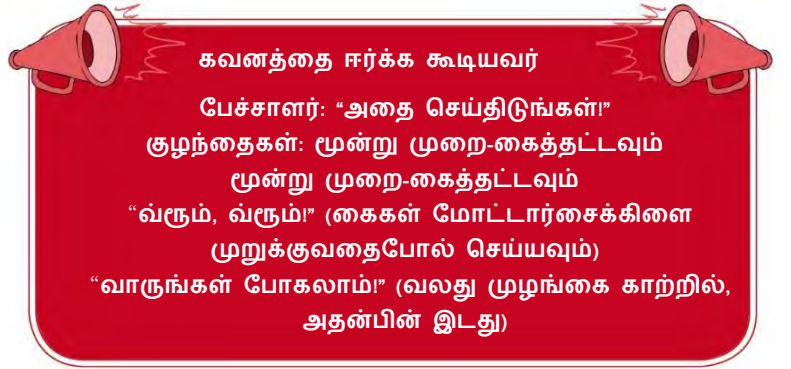 கவனத்தை ஈர்க்க கூடியவர்
பேச்சாளர்: “அதை செய்திடுங்கள்!”
குழந்தைகள்: மூன்று முறை-கைத்தட்டவும்
மூன்று முறை-கைத்தட்டவும்
“வ்ரூம், வ்ரூம்!” (கைகள் மோட்டார்சைக்கிளை
முறுக்குவதைபோல் செய்யவும்)
“வாருங்கள் போகலாம்!” (வலது முழங்கை காற்றில்,
அதன்பின் இடது)